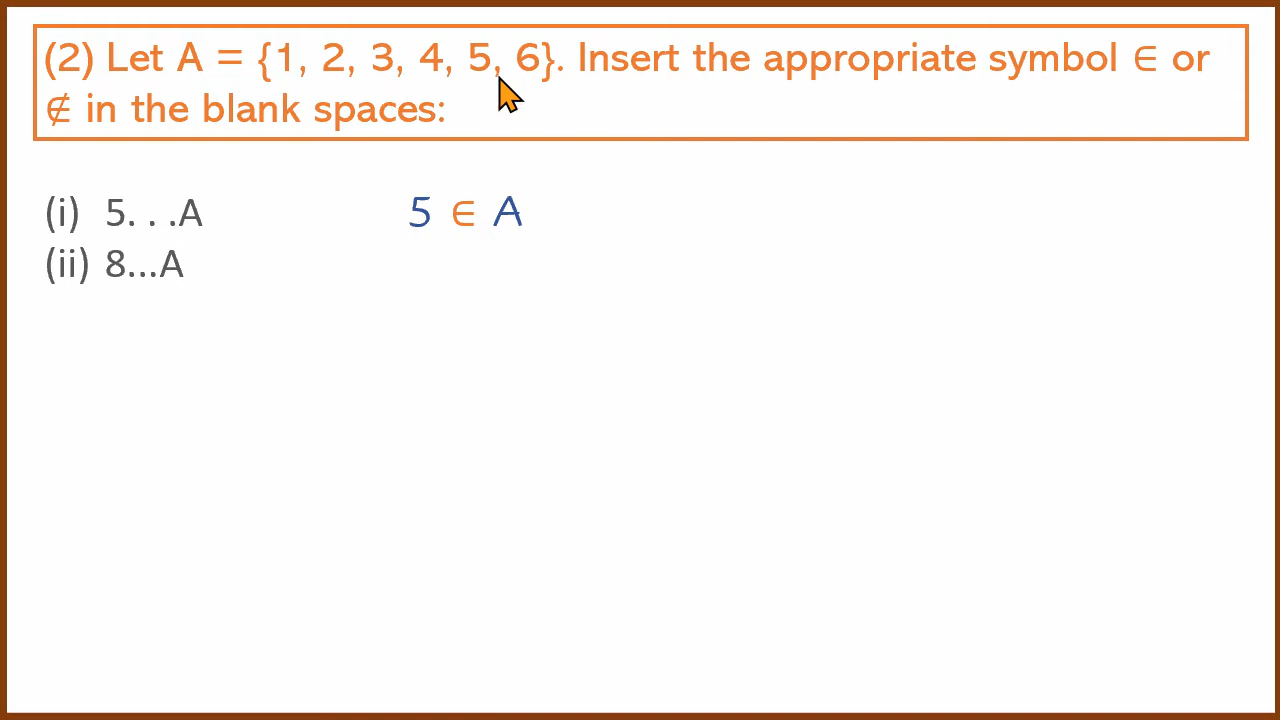 (2) Let A = {1, 2, 3, 4, 5, 6}. Insert the appropriate symbol ∈ or
∉ in the blank spaces:
(i) 5. . .A 5 ∈ A
(ii) 8...A